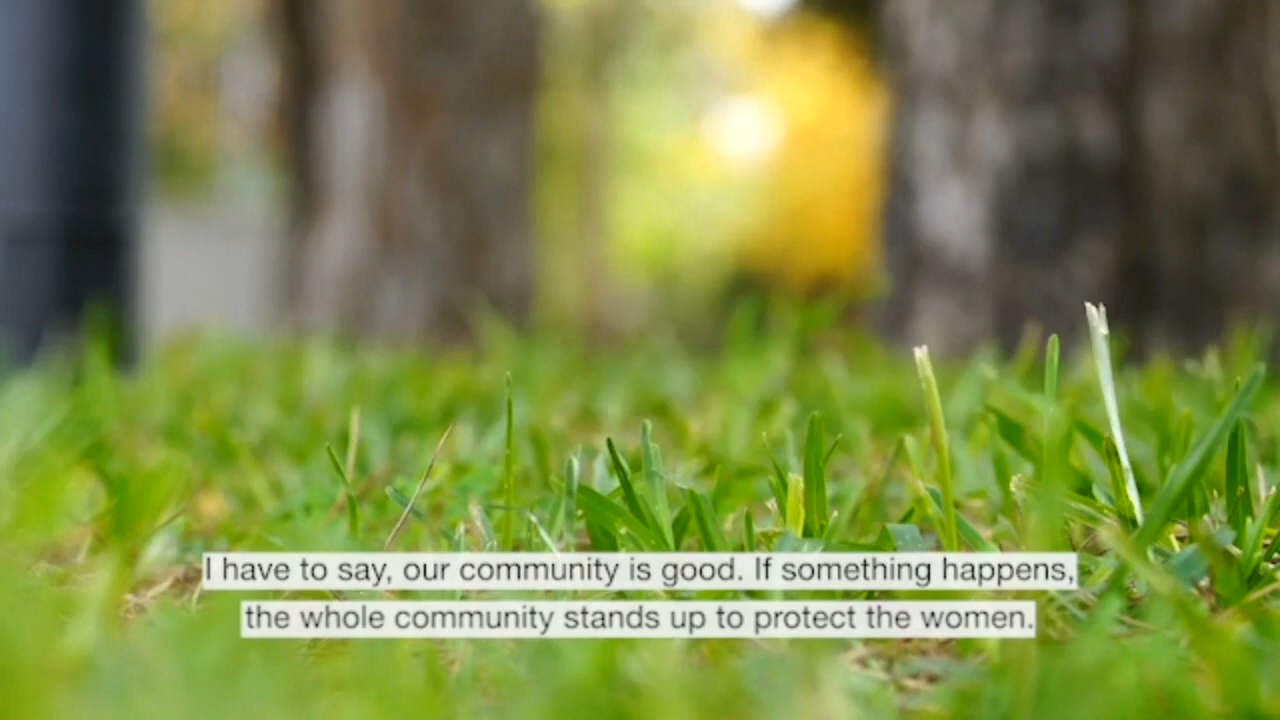 I have to say, our community is good. If something happens,
the whole community stands up to protect the women.